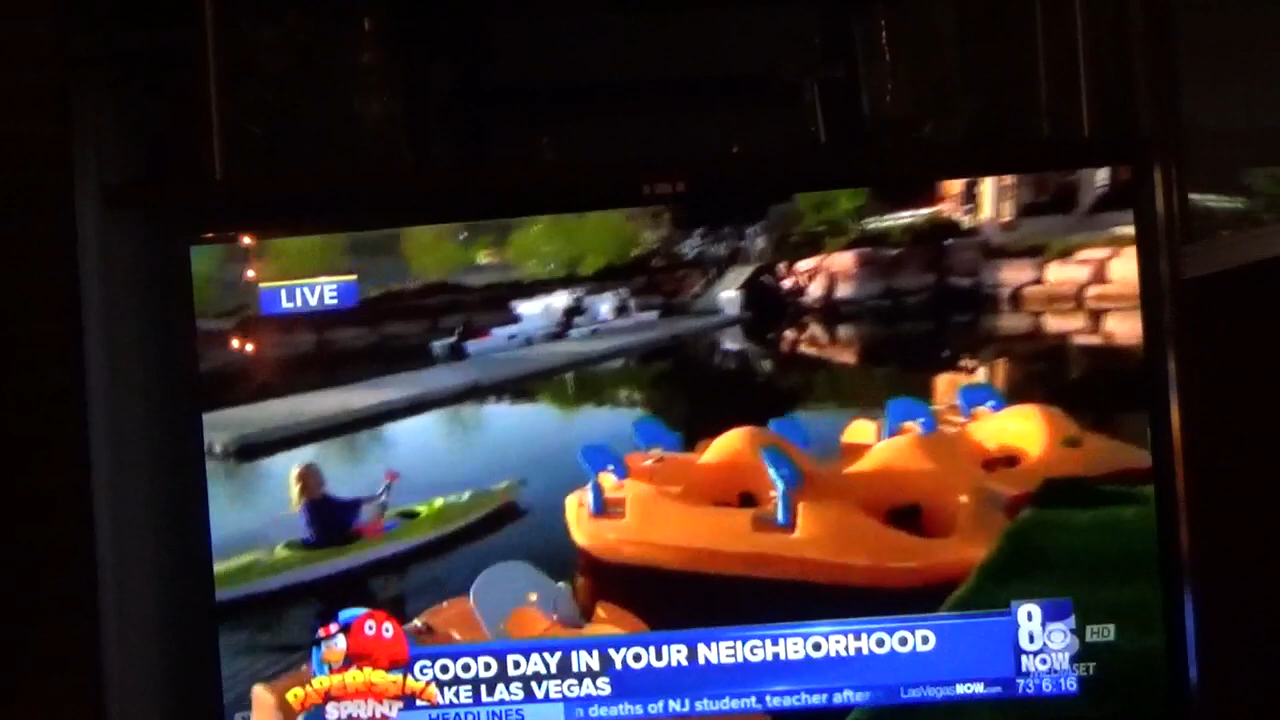 LIVE
GOOD DAY IN YOUR NEIGHBORHOOD
LAKE LAS VEGAS
8
NOW
HD
73° 6:16
PAPERISSIMA
SPRINT
HEADLINES
deaths of NJ student, teacher after
LasVegasNOW.com